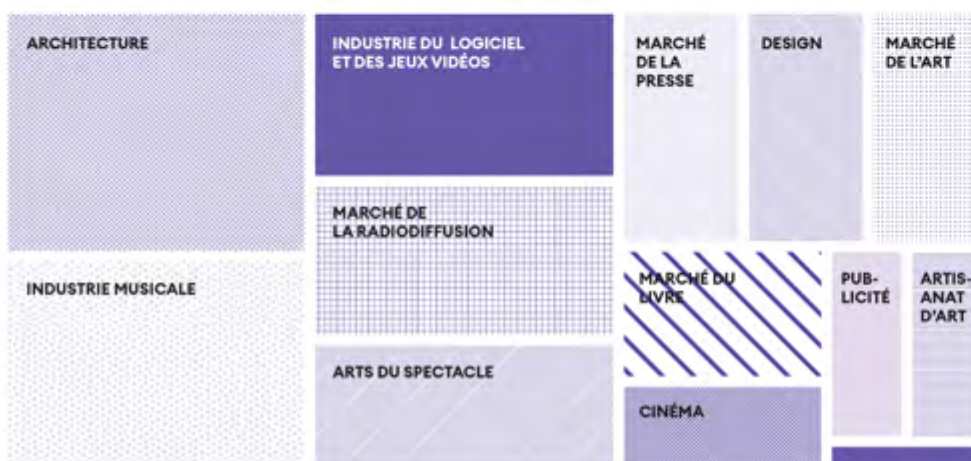 ARCHITECTURE
INDUSTRIE DU LOGICIEL
ET DES JEUX VIDÉOS
MARCHÉ
DE LA
PRESSE
DESIGN
MARCHÉ
DE L'ART
MARCHÉ DE
LA RADIODIFFUSION
INDUSTRIE MUSICALE
MARCHÉ DU
LIVRE
PUB-
LICITÉ
ARTIS-
ANAT
D'ART
ARTS DU SPECTACLE
CINÉMA